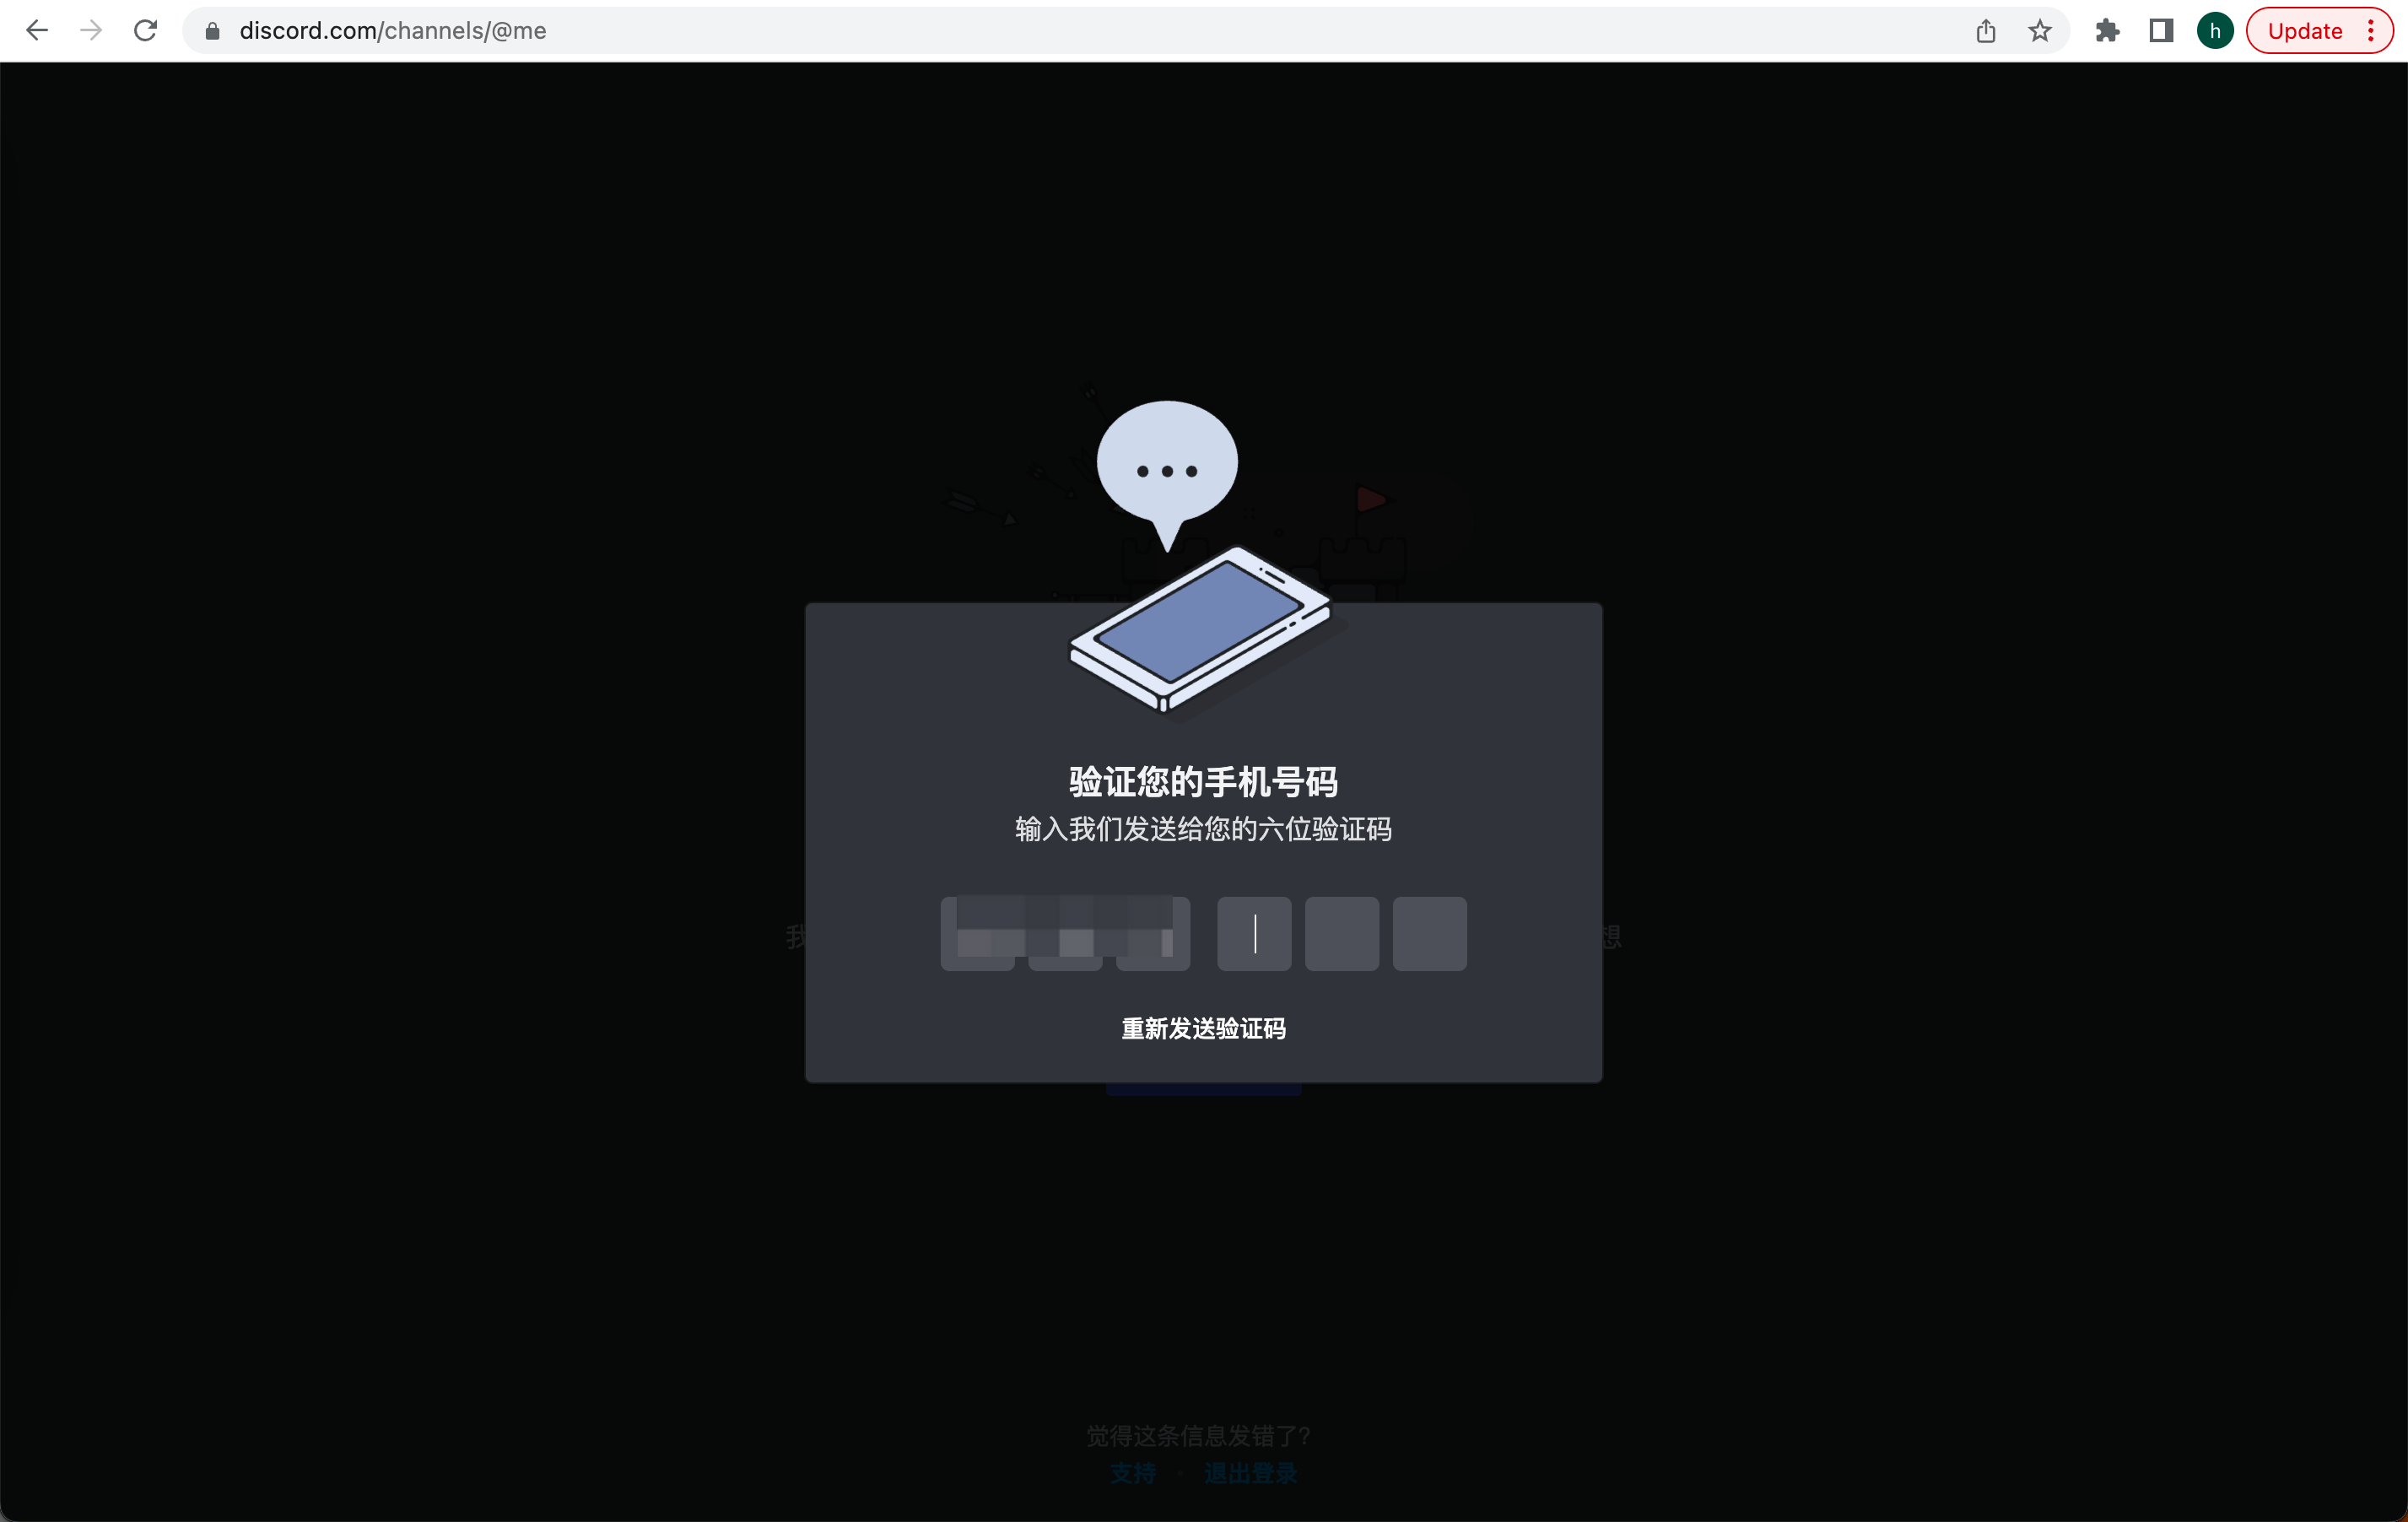 discord.com/channels/@me
h
Update
验证您的手机号码
输入我们发送给您的六位验证码
我
想
重新发送验证码
觉得这条信息发错了?
支持 · 退出登录